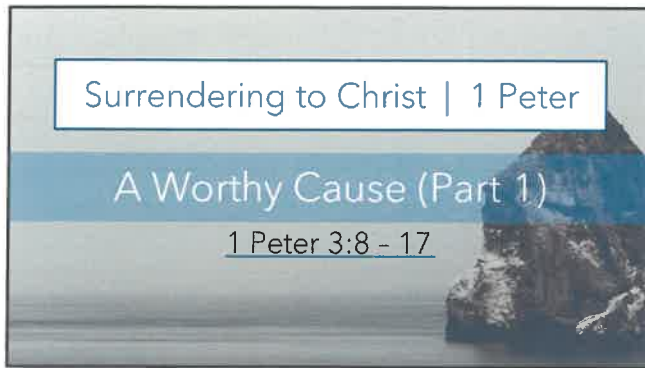 Surrendering to Christ | 1 Peter
A Worthy Cause (Part 1)
1 Peter 3:8 - 17